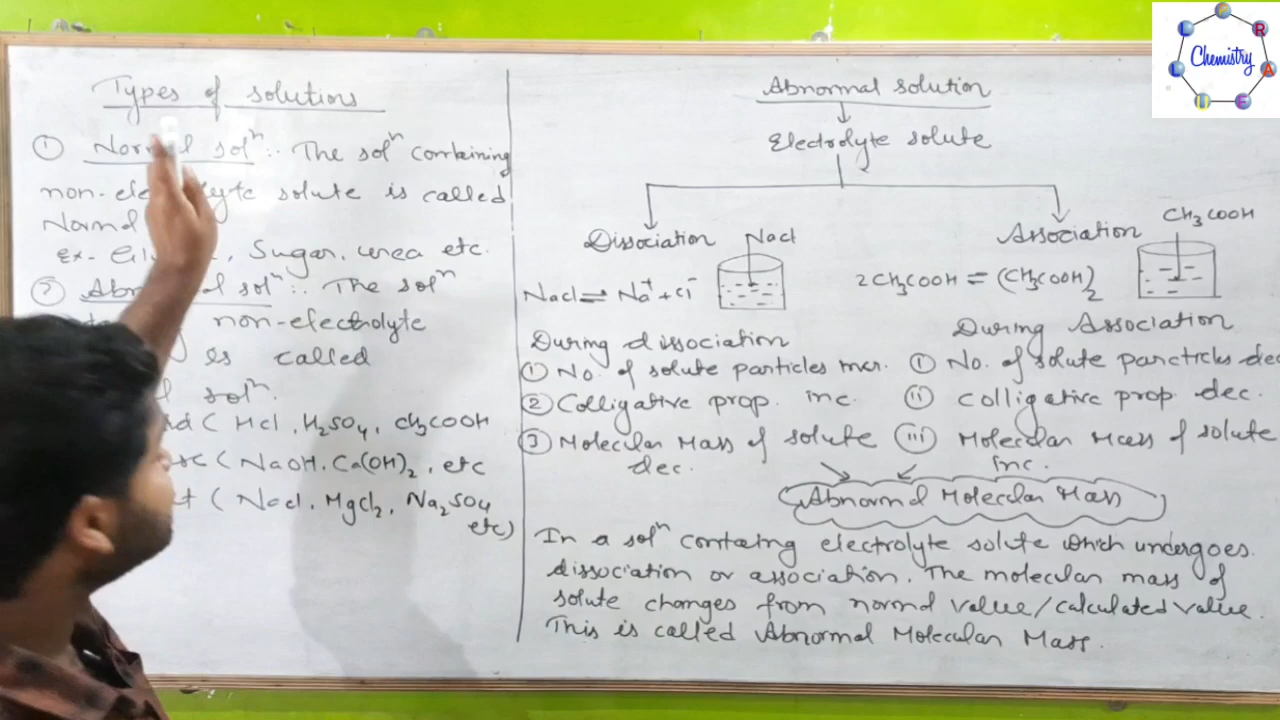 Types of solutions
① Normal solⁿ :. The solⁿ containing
non-electrolyte solute is called
Normal
Ex- , Sugar, urea etc.
② Abnormal solⁿ :. The solⁿ
non-electrolyte
is called
solⁿ.
(Hcl, H₂SO₄, CH₃COOH
(NaOH, Ca(OH)₂, etc
(Nacl, MgCl₂, Na₂SO₄
etc)
Abnormal solution
Electrolyte solute
Dissociation
Nacl
Nacl ⇌ Na⁺ + Cl⁻
During dissociation
① No. of solute particles incr.
② Colligative prop. inc.
③ Molecular Mass of solute
dec.
Association
CH₃COOH
2CH₃COOH = (CH₃COOH)₂
During Association
① No. of solute particles dec
ⅱ Colligative prop dec.
ⅲ Molecular Mass of solute
inc.
Abnormal Molecular Mass
In a solⁿ containg electrolyte solute which undergoes.
dissociation or association. The molecular mass of
solute changes from normal value/calculated value.
This is called Abnormal Molecular Mass.
P
R
A
E
U
L
L
Chemistry